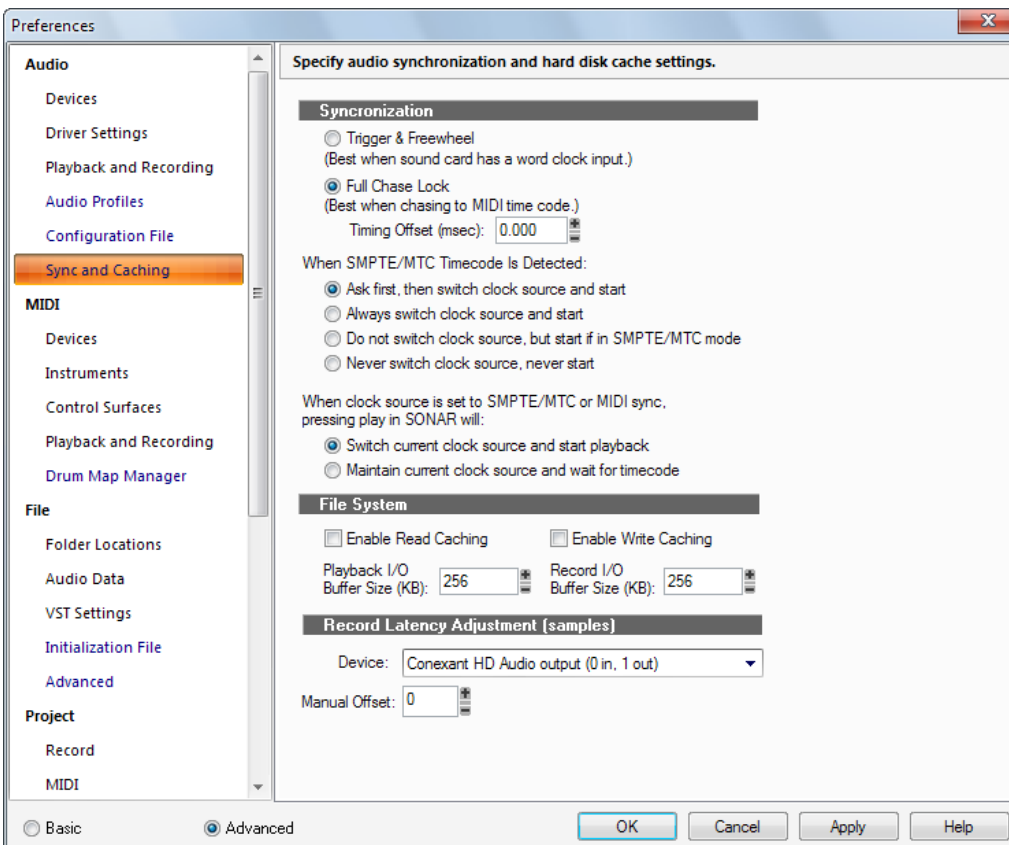 Preferences
Audio
Devices
Driver Settings
Playback and Recording
Audio Profiles
Configuration File
Sync and Caching
MIDI
Devices
Instruments
Control Surfaces
Playback and Recording
Drum Map Manager
File
Folder Locations
Audio Data
VST Settings
Initialization File
Advanced
Project
Record
MIDI
Specify audio synchronization and hard disk cache settings.
Syncronization
Trigger & Freewheel
(Best when sound card has a word clock input.)
Full Chase Lock
(Best when chasing to MIDI time code.)
Timing Offset (msec): 0.000
When SMPTE/MTC Timecode Is Detected:
Ask first, then switch clock source and start
Always switch clock source and start
Do not switch clock source, but start if in SMPTE/MTC mode
Never switch clock source, never start
When clock source is set to SMPTE/MTC or MIDI sync,
pressing play in SONAR will:
Switch current clock source and start playback
Maintain current clock source and wait for timecode
File System
Enable Read Caching Enable Write Caching
Playback I/O
Buffer Size (KB): 256
Record I/O
Buffer Size (KB): 256
Record Latency Adjustment (samples)
Device: Conexant HD Audio output (0 in, 1 out)
Manual Offset: 0
Basic Advanced OK Cancel Apply Help